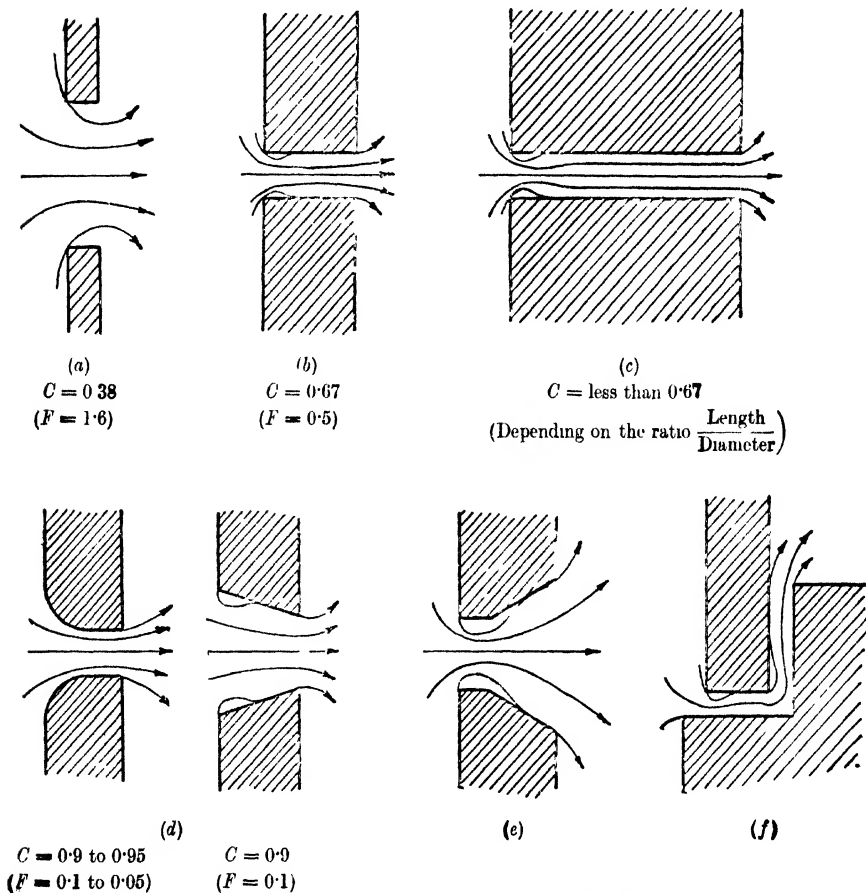 (a)
C = 0 38
(F = 1·6)
(b)
C = 0·67
(F = 0·5)
(c)
C = less than 0·67
(Depending on the ratio Length
Diameter)
(d)
C = 0·9 to 0·95
(F = 0·1 to 0·05)
C = 0·9
(F = 0·1)
(e)
(f)